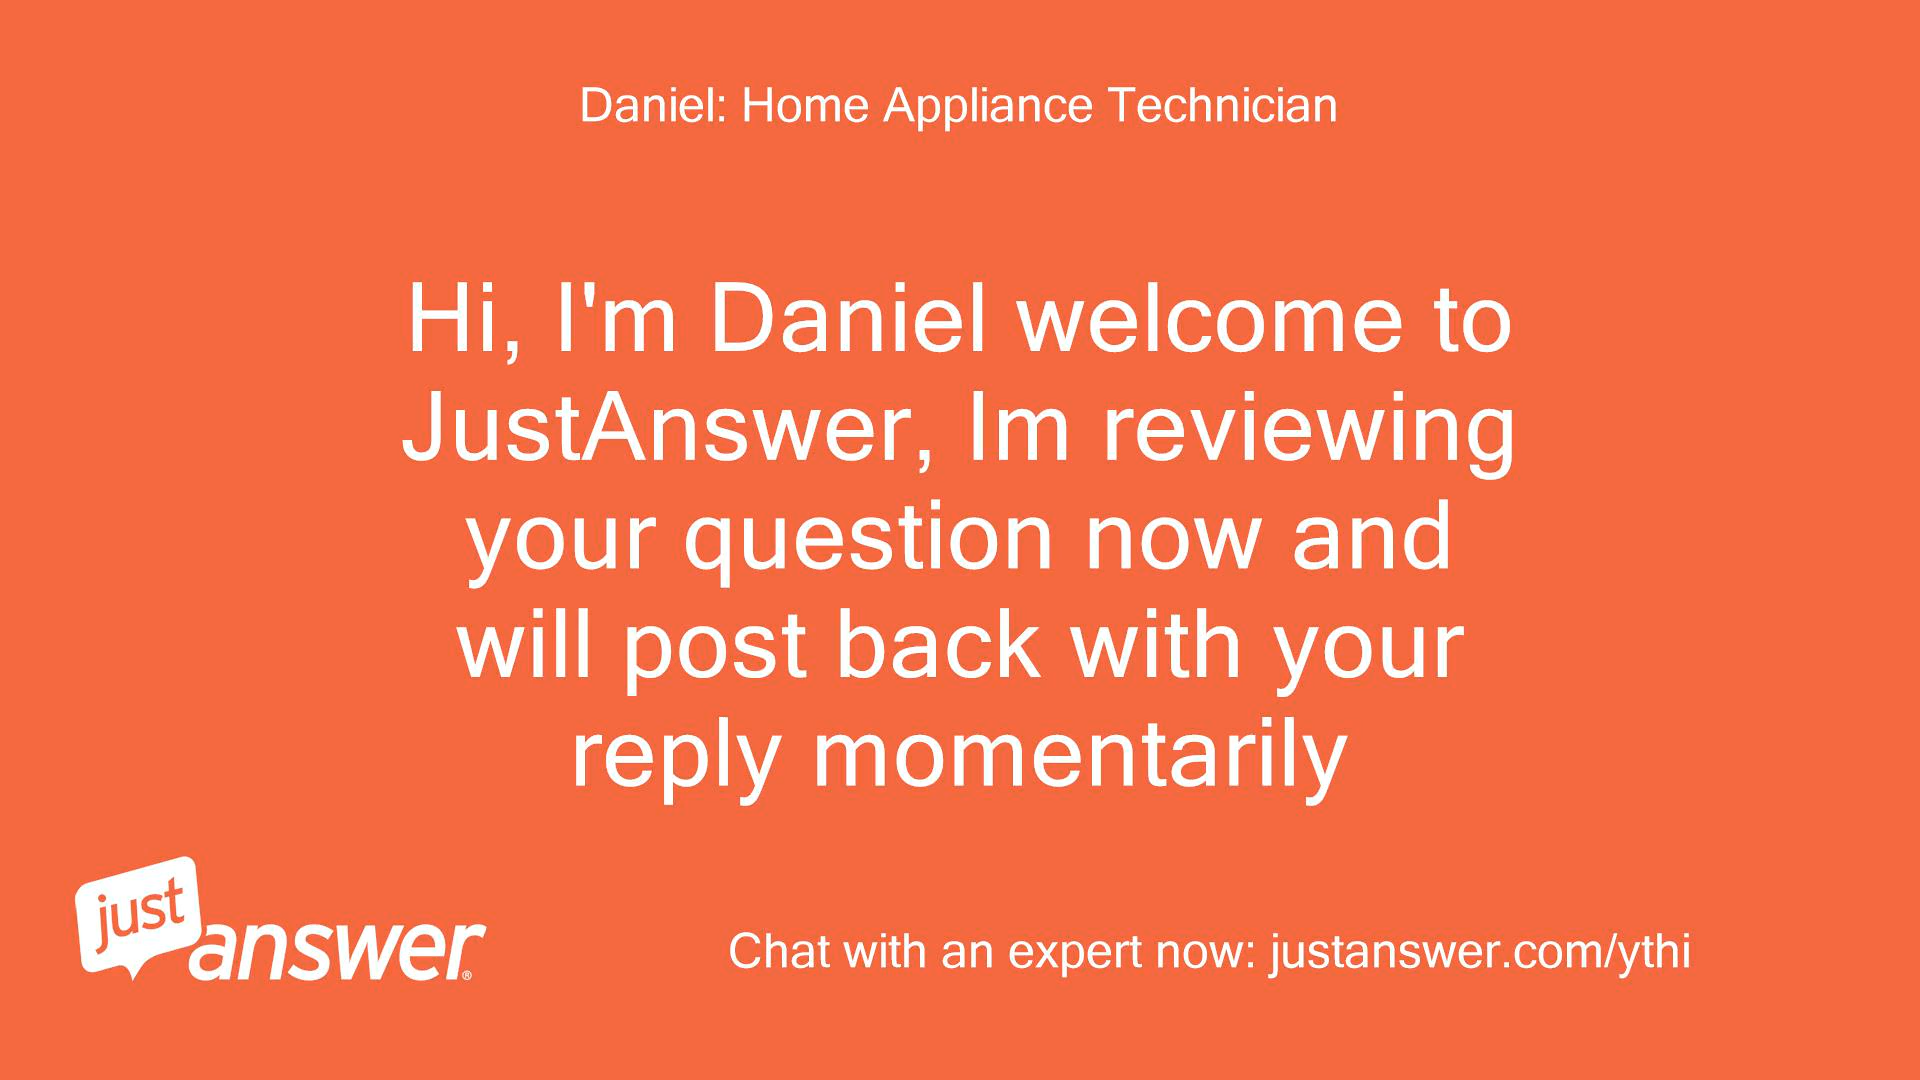 Daniel: Home Appliance Technician
Hi, I'm Daniel welcome to
JustAnswer, Im reviewing
your question now and
will post back with your
reply momentarily
just
answer®
Chat with an expert now: justanswer.com/ythi